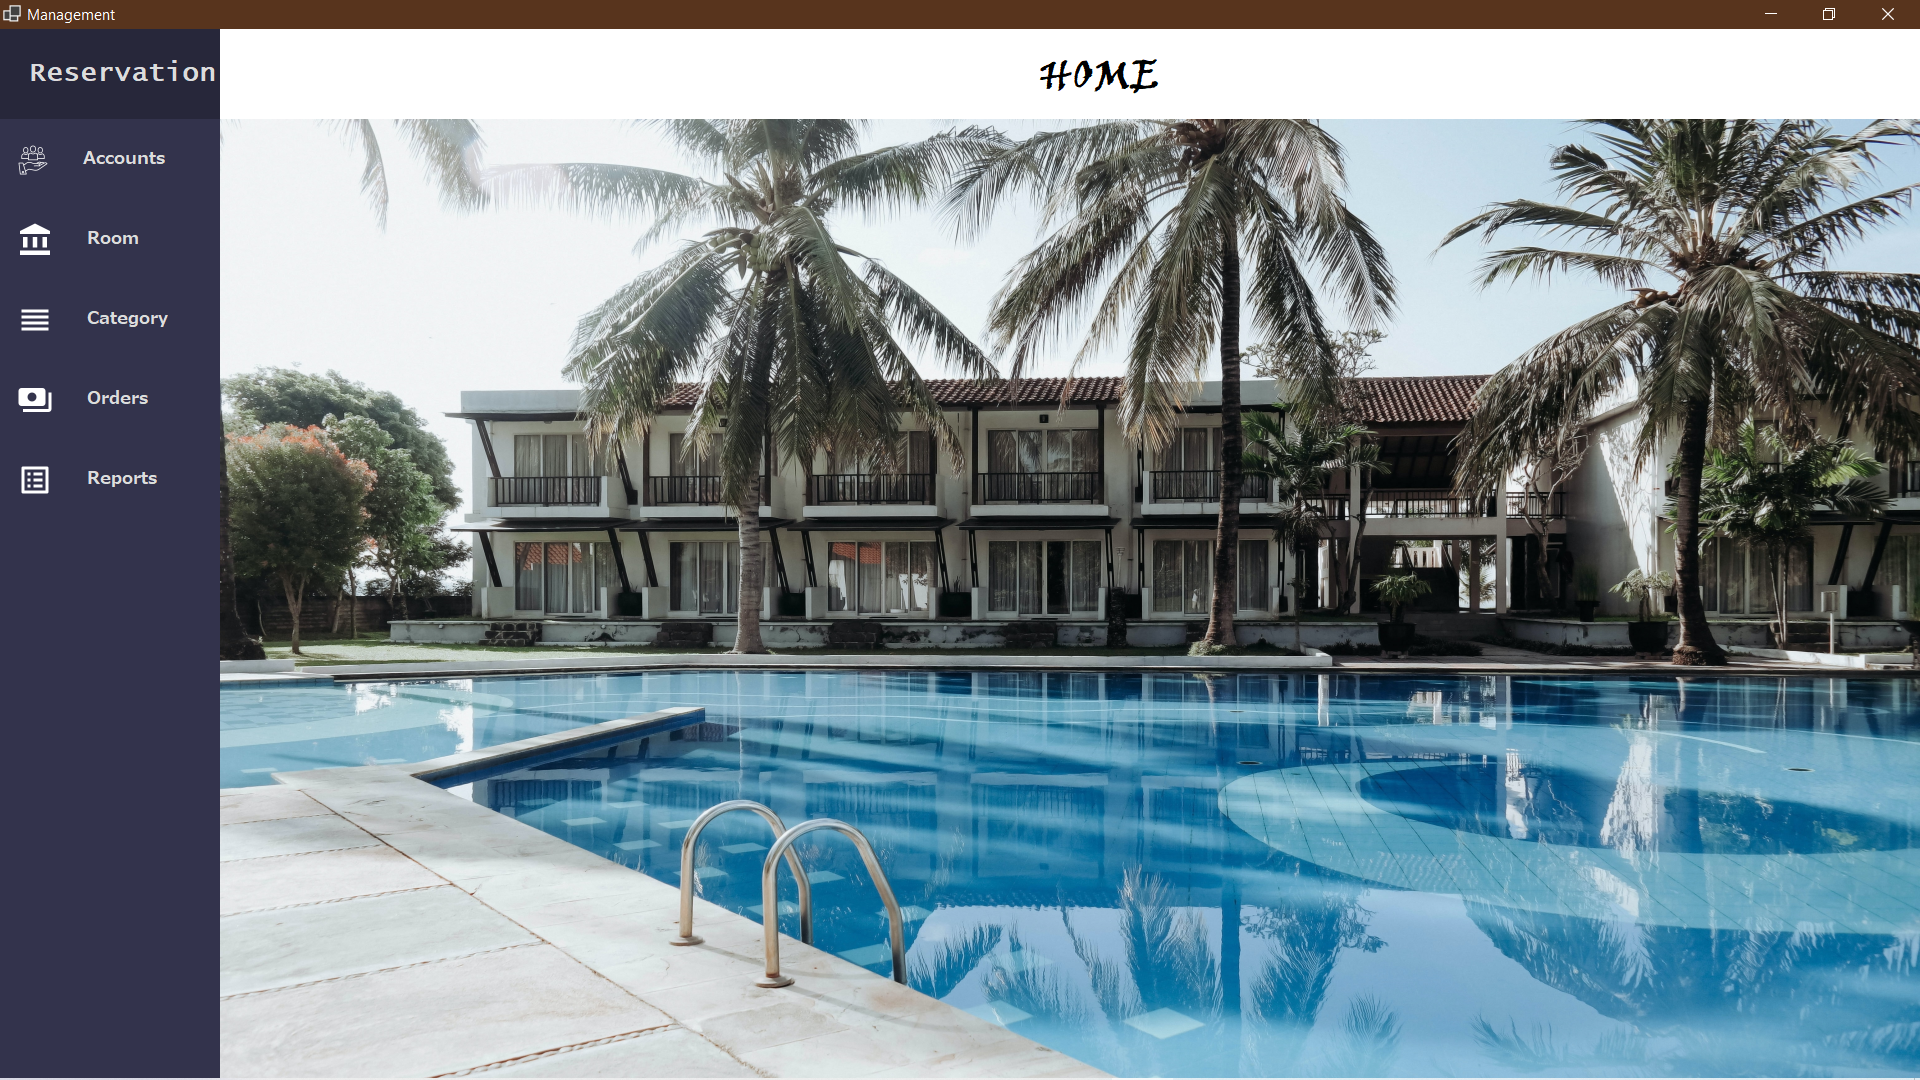 Management
Reservation
HOME
Accounts
Room
Category
Orders
Reports